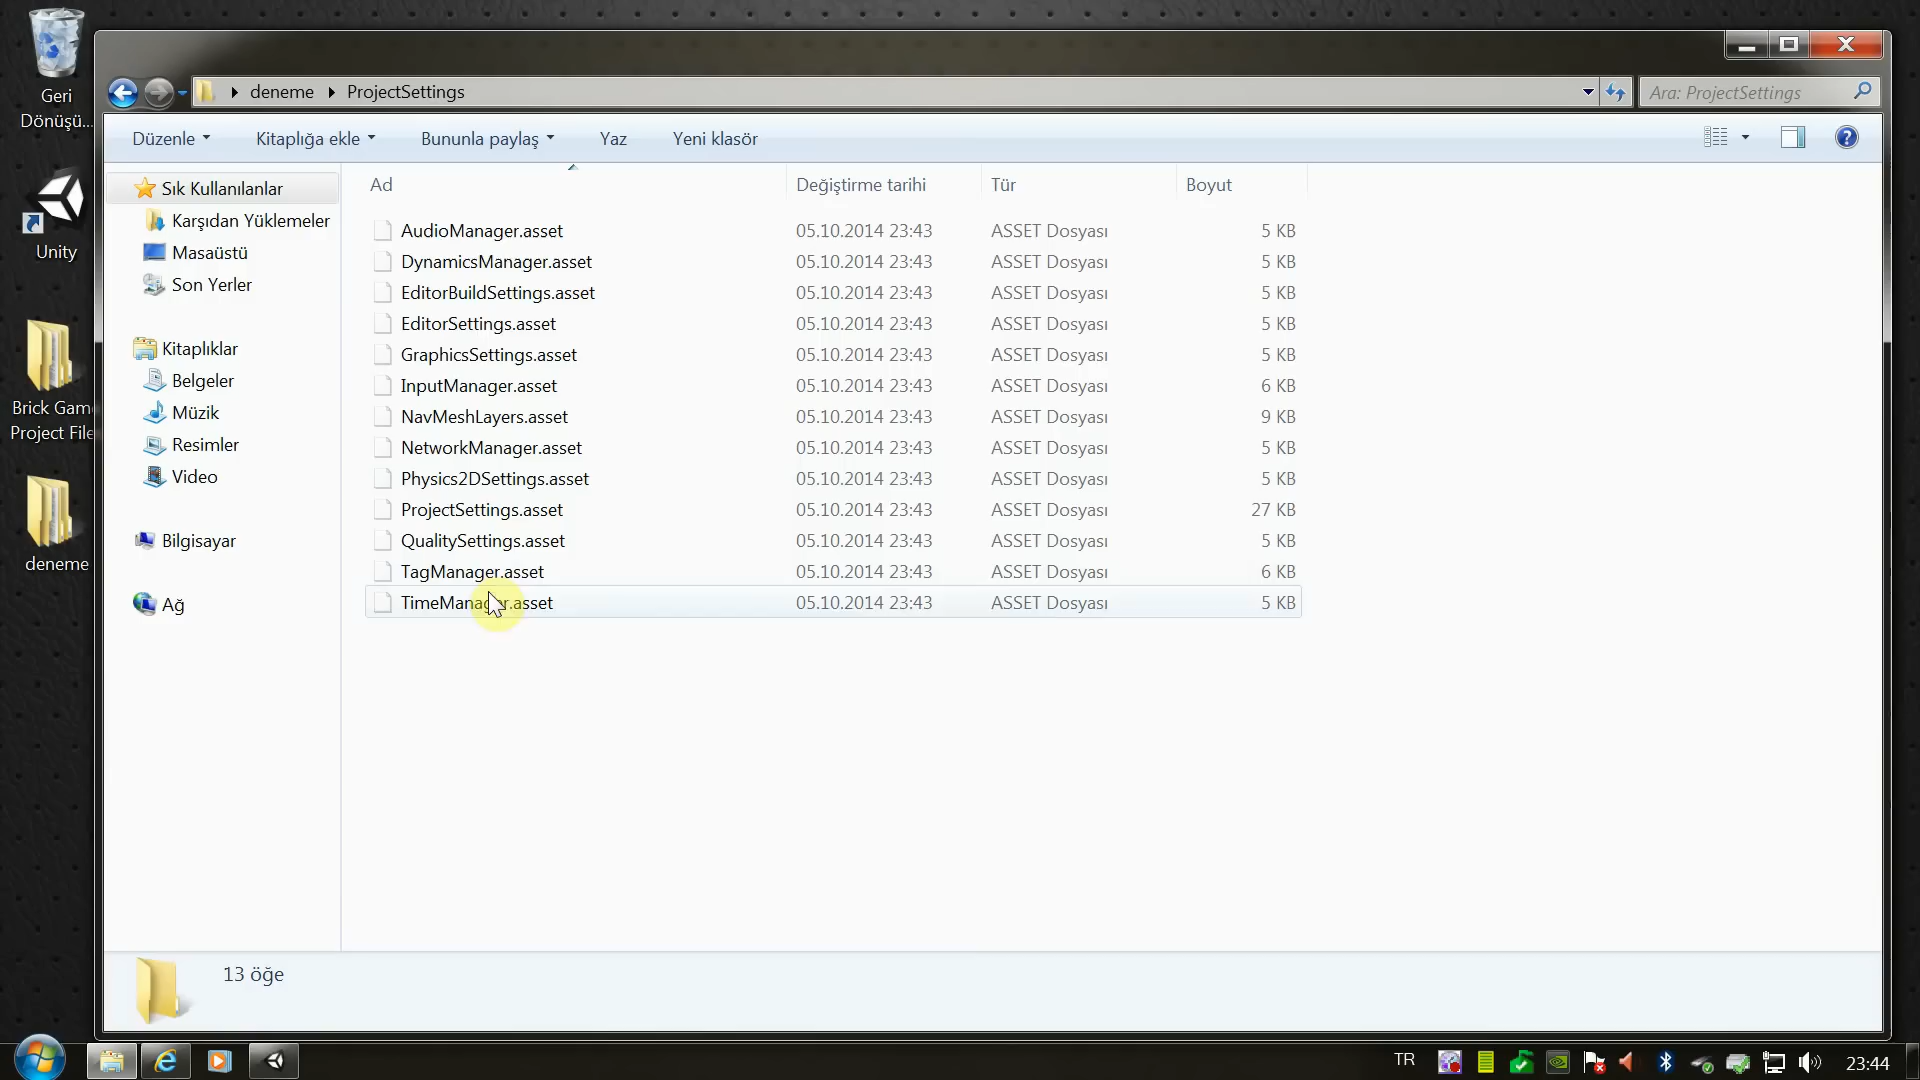 Geri
Dönüşü...
Unity
Brick Gam
Project File
deneme
deneme
ProjectSettings
Ara: ProjectSettings
Düzenle
Kitaplığa ekle
Bununla paylaş
Yaz
Yeni klasör
Sık Kullanılanlar
Karşıdan Yüklemeler
Masaüstü
Son Yerler
Kitaplıklar
Belgeler
Müzik
Resimler
Video
Bilgisayar
Ağ
Ad Değiştirme tarihi Tür Boyut
AudioManager.asset 05.10.2014 23:43 ASSET Dosyası 5 KB
DynamicsManager.asset 05.10.2014 23:43 ASSET Dosyası 5 KB
EditorBuildSettings.asset 05.10.2014 23:43 ASSET Dosyası 5 KB
EditorSettings.asset 05.10.2014 23:43 ASSET Dosyası 5 KB
GraphicsSettings.asset 05.10.2014 23:43 ASSET Dosyası 5 KB
InputManager.asset 05.10.2014 23:43 ASSET Dosyası 6 KB
NavMeshLayers.asset 05.10.2014 23:43 ASSET Dosyası 9 KB
NetworkManager.asset 05.10.2014 23:43 ASSET Dosyası 5 KB
Physics2DSettings.asset 05.10.2014 23:43 ASSET Dosyası 5 KB
ProjectSettings.asset 05.10.2014 23:43 ASSET Dosyası 27 KB
QualitySettings.asset 05.10.2014 23:43 ASSET Dosyası 5 KB
TagManager.asset 05.10.2014 23:43 ASSET Dosyası 6 KB
TimeManager.asset 05.10.2014 23:43 ASSET Dosyası 5 KB
13 öğe
TR
23:44